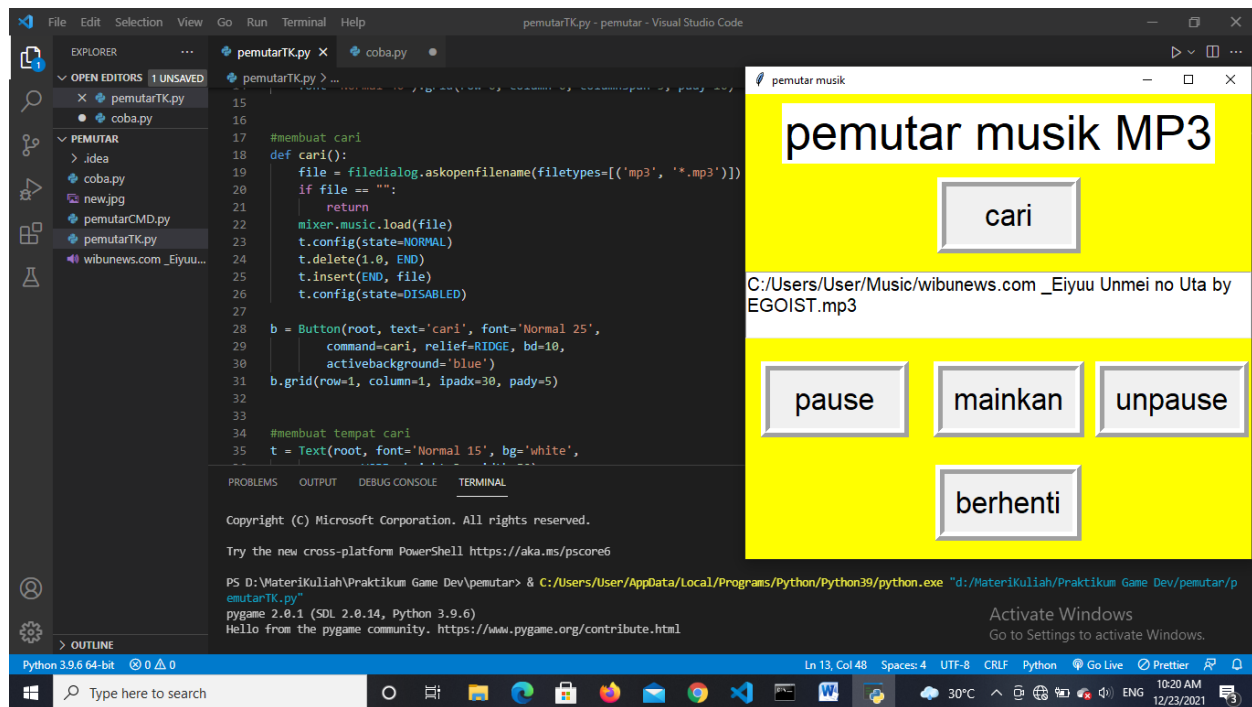 File Edit Selection View Go Run Terminal Help
pemutarTK.py - pemutar - Visual Studio Code
EXPLORER
OPEN EDITORS 1 UNSAVED
pemutarTK.py
coba.py
PEMUTAR
.idea
coba.py
new.jpg
pemutarCMD.py
pemutarTK.py
wibunews.com _Eiyuu...
OUTLINE
1
pemutarTK.py
coba.py
pemutarTK.py > ...
15
16
17 #membuat cari
18 def cari():
19 file = filedialog.askopenfilename(filetypes=[('mp3', '*.mp3')])
20 if file == "":
21 return
22 mixer.music.load(file)
23 t.config(state=NORMAL)
24 t.delete(1.0, END)
25 t.insert(END, file)
26 t.config(state=DISABLED)
27
28 b = Button(root, text='cari', font='Normal 25',
29 command=cari, relief=RIDGE, bd=10,
30 activebackground='blue')
31 b.grid(row=1, column=1, ipadx=30, pady=5)
32
33
34 #membuat tempat cari
35 t = Text(root, font='Normal 15', bg='white',
PROBLEMS OUTPUT DEBUG CONSOLE TERMINAL
Copyright (C) Microsoft Corporation. All rights reserved.
Try the new cross-platform PowerShell https://aka.ms/pscore6
PS D:\MateriKuliah\Praktikum Game Dev\pemutar> & C:/Users/User/AppData/Local/Programs/Python/Python39/python.exe "d:/MateriKuliah/Praktikum Game Dev/pemutar/p
emutarTK.py"
pygame 2.0.1 (SDL 2.0.14, Python 3.9.6)
Hello from the pygame community. https://www.pygame.org/contribute.html
pemutar musik
pemutar musik MP3
cari
C:/Users/User/Music/wibunews.com _Eiyuu Unmei no Uta by
EGOIST.mp3
pause mainkan unpause
berhenti
Activate Windows
Go to Settings to activate Windows.
Python 3.9.6 64-bit 0 0
Ln 13, Col 48 Spaces: 4 UTF-8 CRLF Python Go Live Prettier
Type here to search
30°C
ENG
10:20 AM
12/23/2021
3